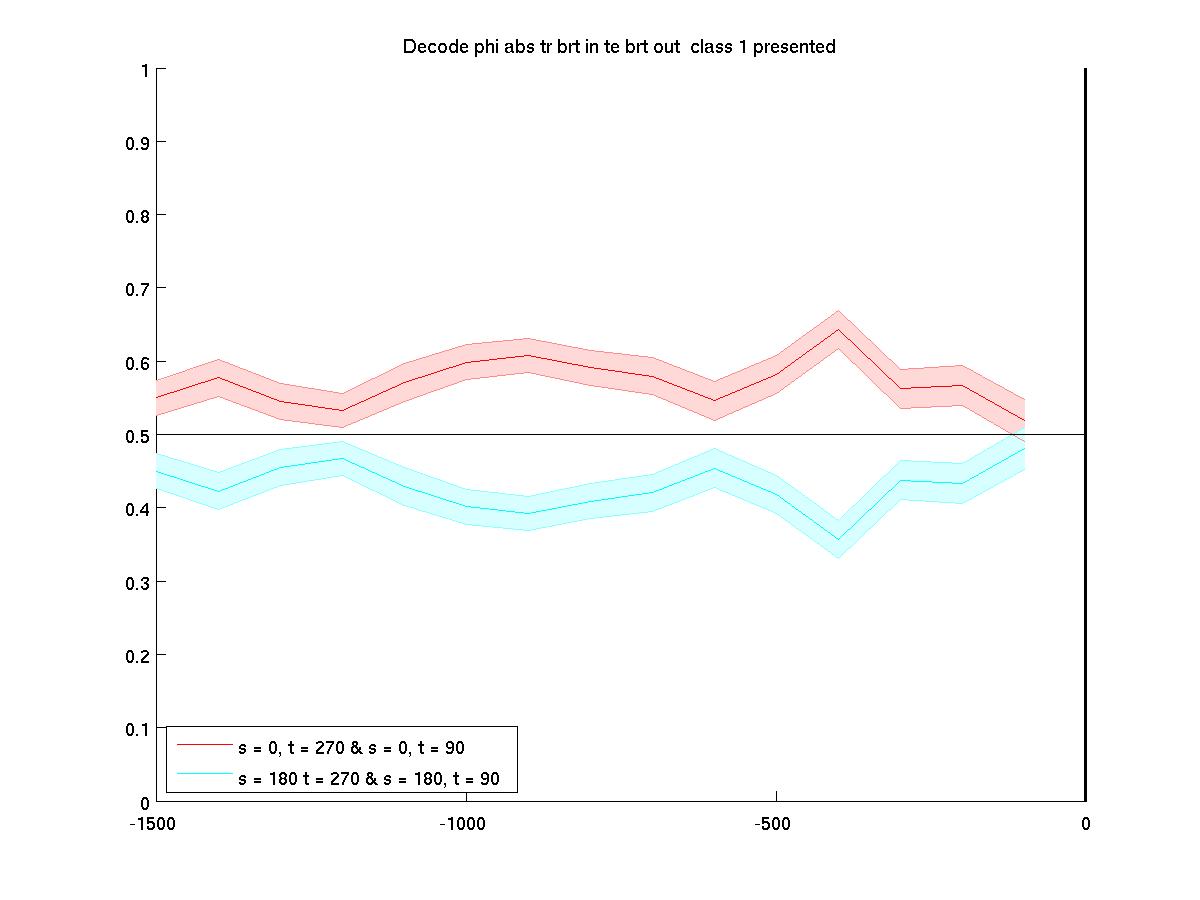 Decode phi abs tr brt in te brt out  class 1 presented
1
0.9
0.8
0.7
0.6
0.5
0.4
0.3
0.2
0.1
0
s = 0, t = 270 & s = 0, t = 90
s = 180 t = 270 & s = 180, t = 90
-1500 -1000 -500 0